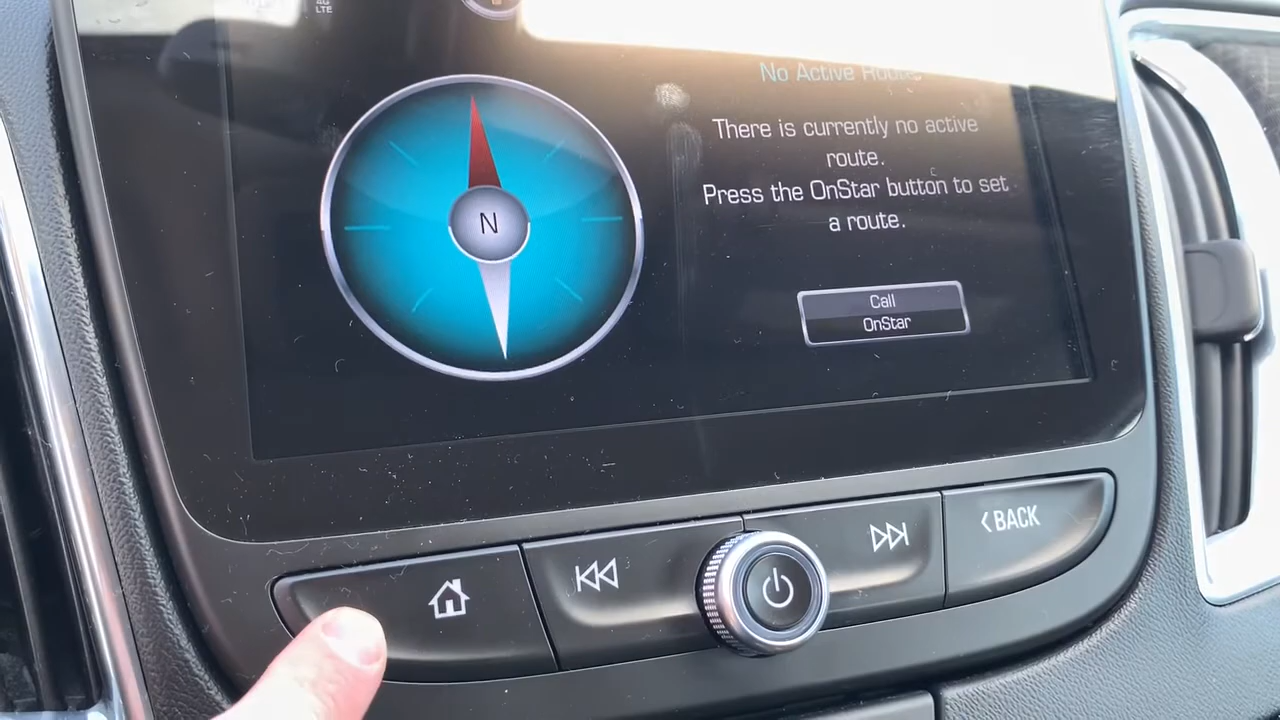 4G
LTE
No Active Route.
There is currently no active
route.
Press the OnStar button to set
a route.
N
Call
OnStar
<BACK